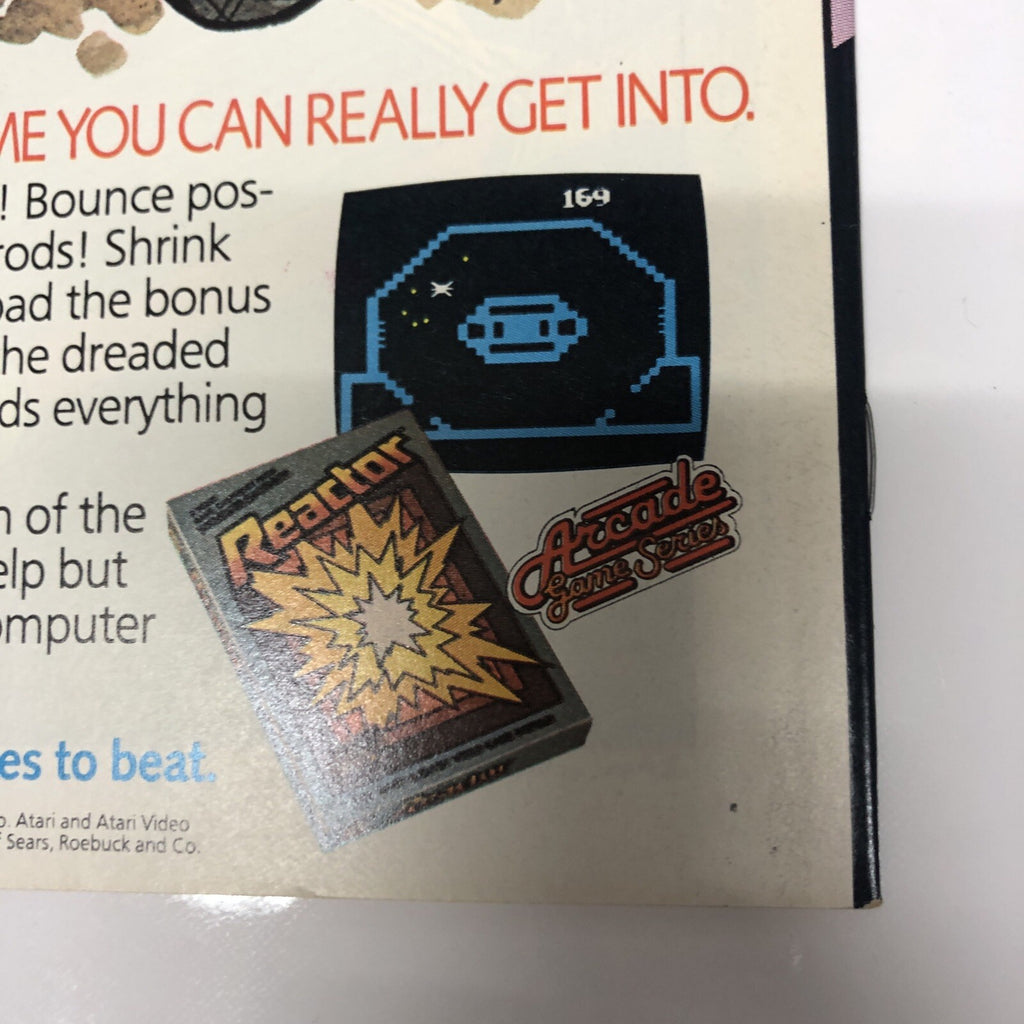 ME YOU CAN REALLY GET INTO.
! Bounce pos-
rods! Shrink
oad the bonus
he dreaded
ds everything
169
Reactor
Arcade
Game Series
n of the
elp but
omputer
es to beat.
o. Atari and Atari Video
f Sears, Roebuck and Co.